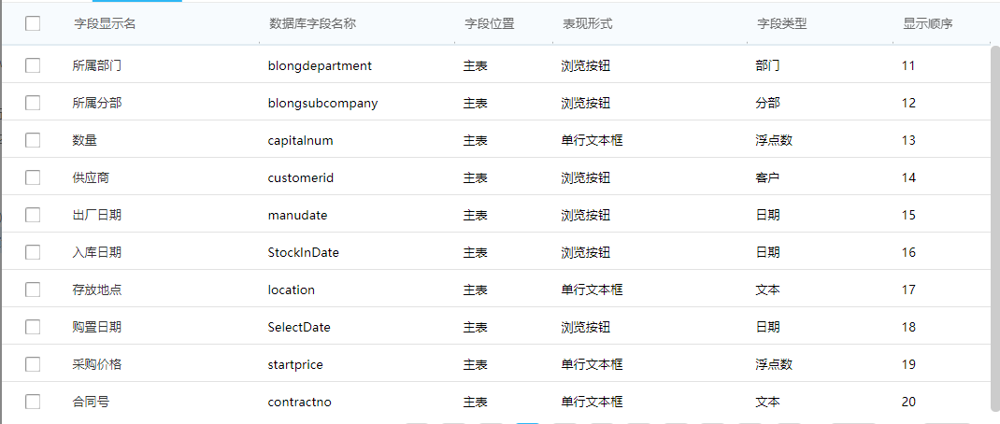 字段显示名 数据库字段名称 字段位置 表现形式 字段类型 显示顺序
所属部门 blongdepartment 主表 浏览按钮 部门 11
所属分部 blongsubcompany 主表 浏览按钮 分部 12
数量 capitalnum 主表 单行文本框 浮点数 13
供应商 customerid 主表 浏览按钮 客户 14
出厂日期 manudate 主表 浏览按钮 日期 15
入库日期 StockInDate 主表 浏览按钮 日期 16
存放地点 location 主表 单行文本框 文本 17
购置日期 SelectDate 主表 浏览按钮 日期 18
采购价格 startprice 主表 单行文本框 浮点数 19
合同号 contractno 主表 单行文本框 文本 20